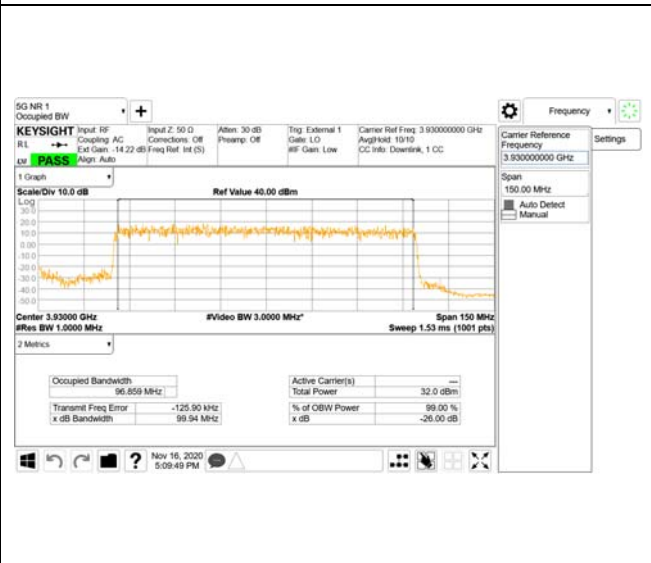 5G NR 1
Occupied BW
+
Frequency
KEYSIGHT
Input: RF
Input Z: 50 Ω
Atten: 30 dB
Trig: External 1
Carrier Ref Freq: 3.930000000 GHz
RL
Coupling: AC
Corrections: Off
Preamp: Off
Gate: LO
Avg|Hold: 10/10
Ext Gain: -14.22 dB
Freq Ref: Int (S)
#IF Gain: Low
CC Info: Downlink, 1 CC
PASS
Align: Auto
Carrier Reference
Frequency
3.930000000 GHz
Settings
Span
150.00 MHz
Auto Detect
Manual
1 Graph
Scale/Div 10.0 dB
Ref Value 40.00 dBm
Log
30.0
20.0
10.0
0.00
-10.0
-20.0
-30.0
-40.0
-50.0
Center 3.93000 GHz
#Video BW 3.0000 MHz*
Span 150 MHz
#Res BW 1.0000 MHz
Sweep 1.53 ms (1001 pts)
2 Metrics
Occupied Bandwidth
96.859 MHz
Active Carrier(s)
---
Total Power
32.0 dBm
Transmit Freq Error
-125.90 kHz
% of OBW Power
99.00 %
x dB Bandwidth
99.94 MHz
x dB
-26.00 dB
?
Nov 16, 2020
5:09:49 PM